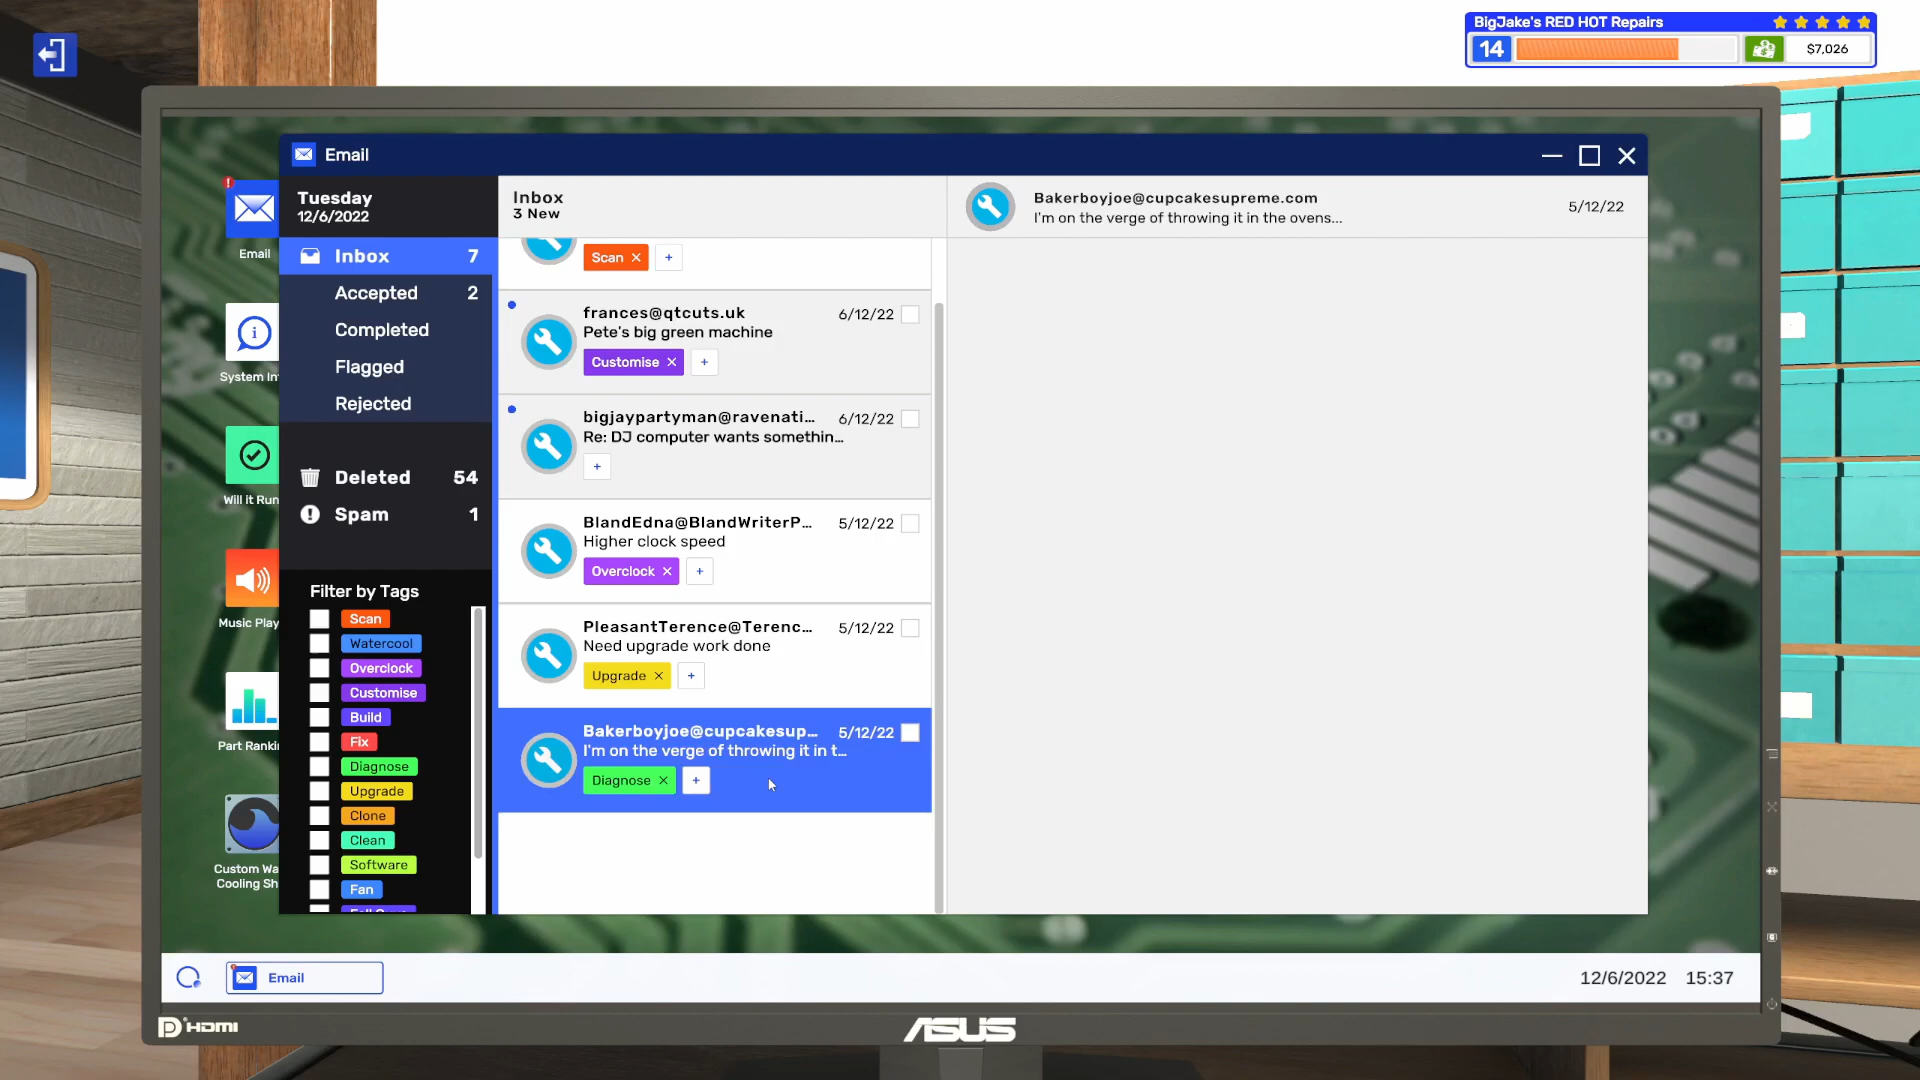 BigJake's RED HOT Repairs
14
$7,026
Email
Tuesday
12/6/2022
Inbox
3 New
Bakerboyjoe@cupcakesupreme.com
I'm on the verge of throwing it in the ovens...
5/12/22
Email
Inbox 7
Accepted 2
Completed
Flagged
Rejected
Deleted 54
Spam 1
System In
Will it Run
Music Play
Part Ranki
Custom Wa
Cooling Sh
Filter by Tags
Scan
Watercool
Overclock
Customise
Build
Fix
Diagnose
Upgrade
Clone
Clean
Software
Fan
Scan × +
frances@qtcuts.uk 6/12/22
Pete's big green machine
Customise × +
bigjaypartyman@ravenati... 6/12/22
Re: DJ computer wants somethin...
+
BlandEdna@BlandWriterP... 5/12/22
Higher clock speed
Overclock × +
PleasantTerence@Terenc... 5/12/22
Need upgrade work done
Upgrade × +
Bakerboyjoe@cupcakesup... 5/12/22
I'm on the verge of throwing it in t...
Diagnose × +
Email
12/6/2022 15:37
HDMI
ASUS